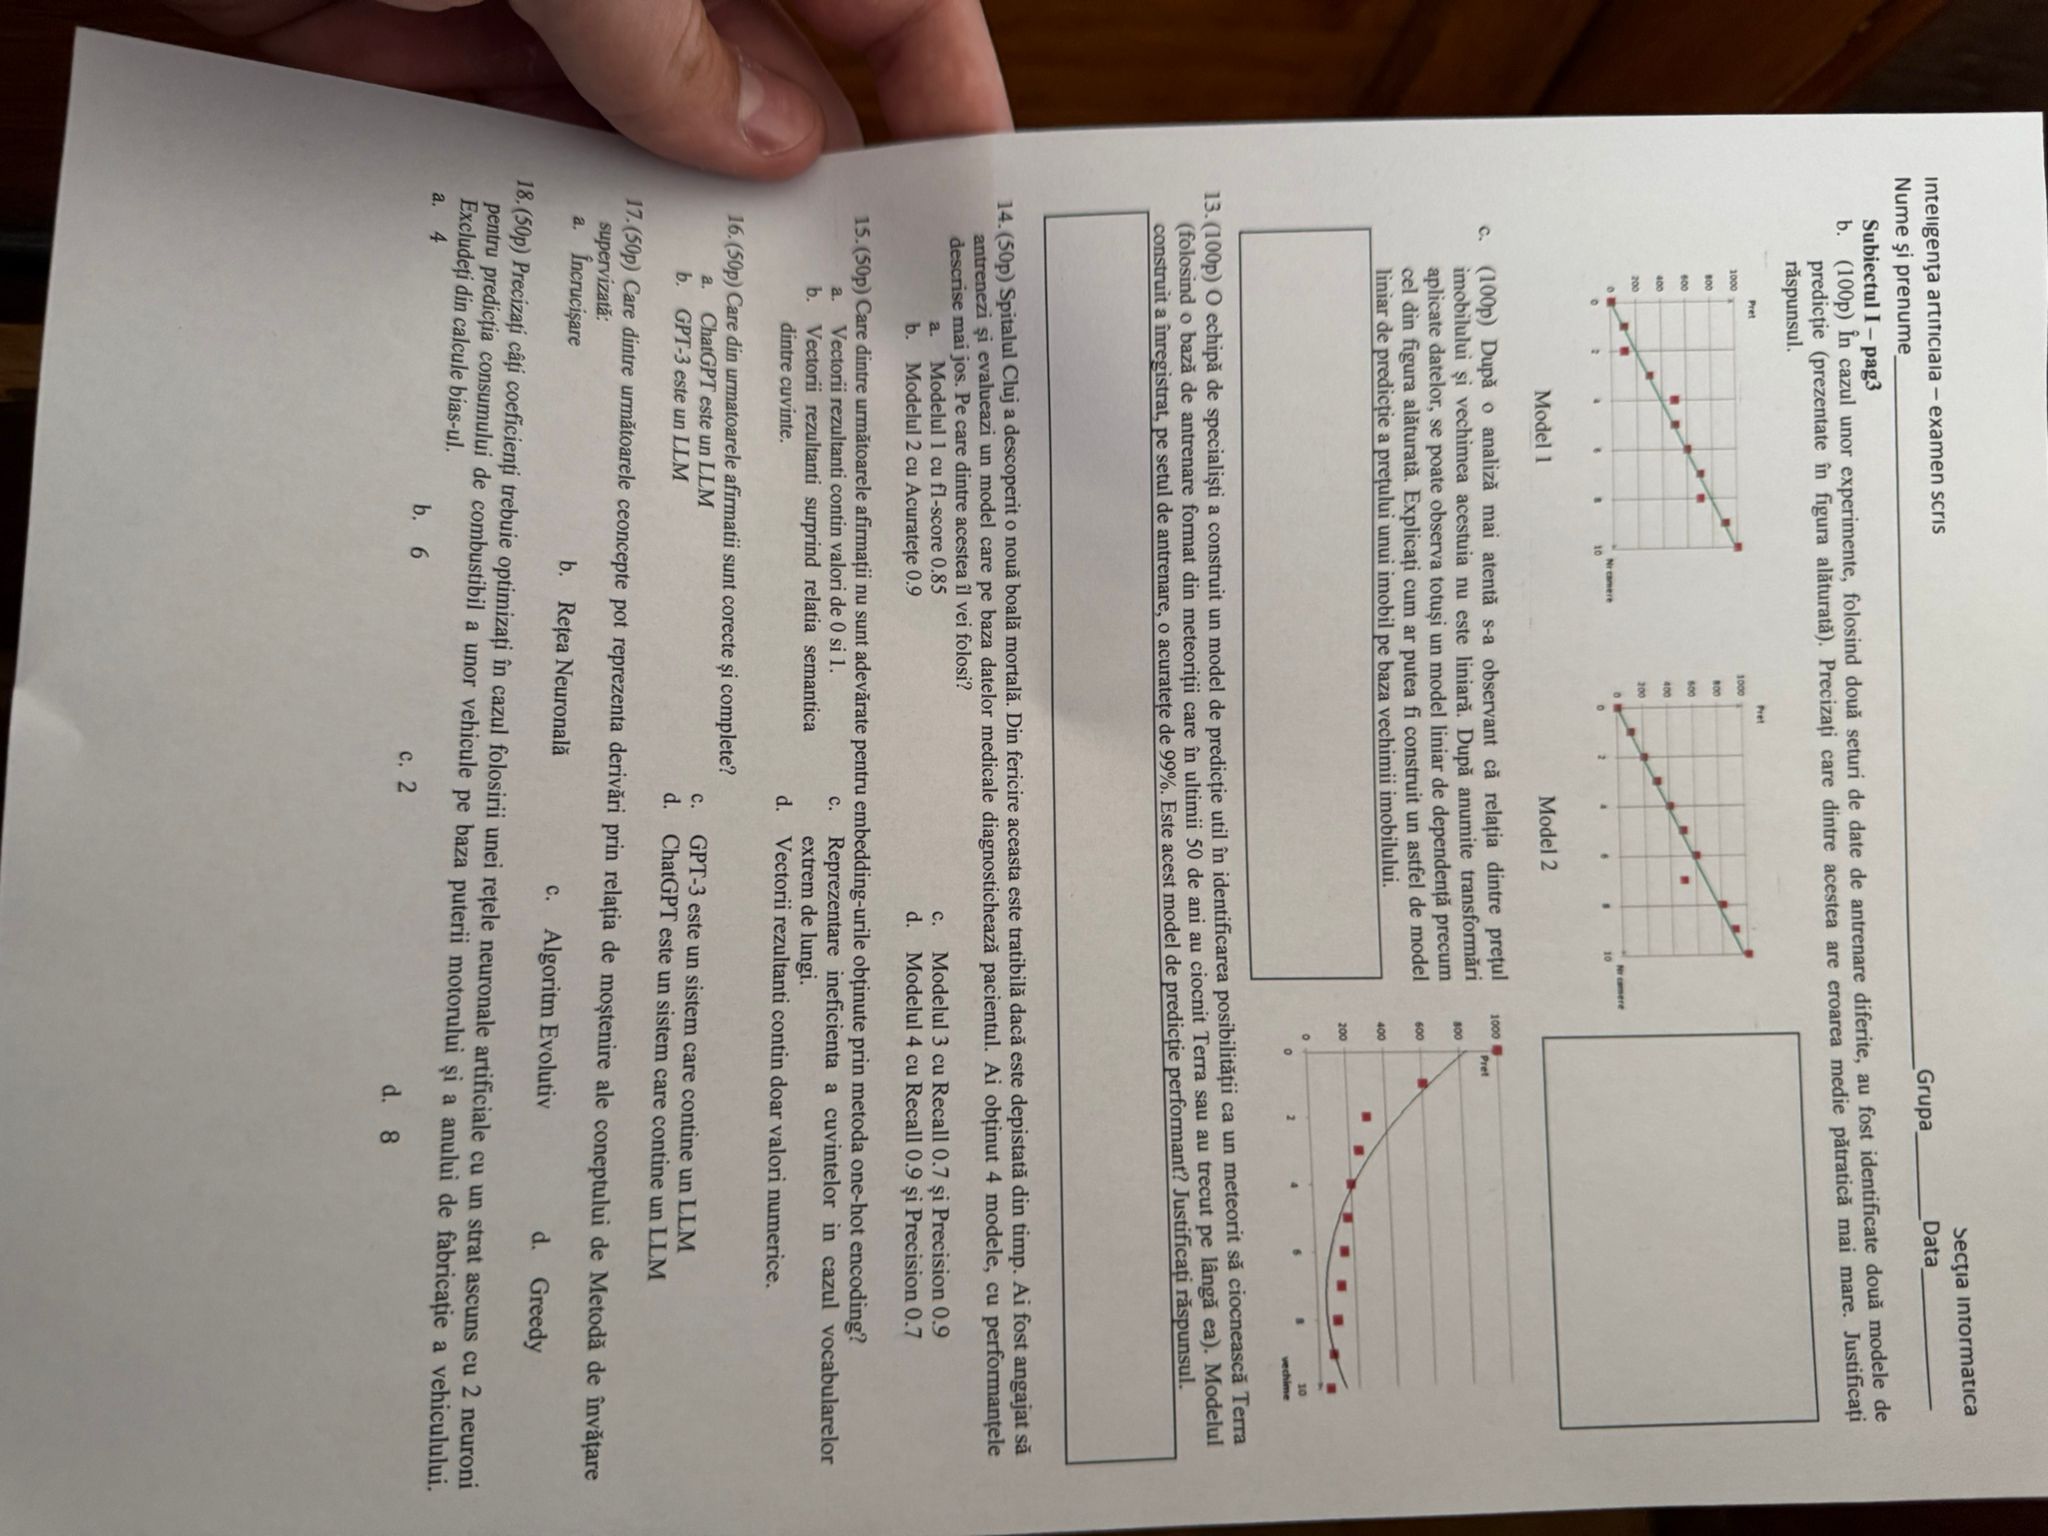 Inteligența artificială – examen scris
Secția Informatică
Nume și prenume________________Grupa________Data________
Subiectul I – pag3
b. (100p) În cazul unor experimente, folosind două seturi de date de antrenare diferite, au fost identificate două modele de
predicție (prezentate în figura alăturată). Precizați care dintre acestea are eroarea medie pătratică mai mare. Justificați
răspunsul.
Pret
1000
800
600
400
200
0
0 2 4 6 8 10
Nr camere
Model 1
Pret
1000
800
600
400
200
0
0 2 4 6 8 10
Nr camere
Model 2
c. (100p) După o analiză mai atentă s-a observant că relația dintre prețul
imobilului și vechimea acestuia nu este liniară. După anumite transformări
aplicate datelor, se poate observa totuși un model liniar de dependență precum
cel din figura alăturată. Explicați cum ar putea fi construit un astfel de model
liniar de predicție a prețului unui imobil pe baza vechimii imobilului.
1000
Pret
800
600
400
200
0
0 2 4 6 8 10
vechime
13. (100p) O echipă de specialiști a construit un model de predicție util în identificarea posibilității ca un meteorit să ciocnească Terra
(folosind o bază de antrenare format din meteoriții care în ultimii 50 de ani au ciocnit Terra sau au trecut pe lângă ea). Modelul
construit a înregistrat, pe setul de antrenare, o acuratețe de 99%. Este acest model de predicție performant? Justificați răspunsul.
14. (50p) Spitalul Cluj a descoperit o nouă boală mortală. Din fericire aceasta este tratibilă dacă este depistată din timp. Ai fost angajat să
antrenezi și evaluezi un model care pe baza datelor medicale diagnostichează pacientul. Ai obținut 4 modele, cu performanțele
descrise mai jos. Pe care dintre acestea îl vei folosi?
a. Modelul 1 cu f1-score 0.85
b. Modelul 2 cu Acuratețe 0.9
c. Modelul 3 cu Recall 0.7 și Precision 0.9
d. Modelul 4 cu Recall 0.9 și Precision 0.7
15. (50p) Care dintre următoarele afirmații nu sunt adevărate pentru embedding-urile obținute prin metoda one-hot encoding?
a. Vectorii rezultanti contin valori de 0 si 1.
b. Vectorii rezultanti surprind relatia semantica
dintre cuvinte.
c. Reprezentare ineficienta a cuvintelor in cazul vocabularelor
extrem de lungi.
d. Vectorii rezultanti contin doar valori numerice.
16. (50p) Care din urmatoarele afirmatii sunt corecte și complete?
a. ChatGPT este un LLM
b. GPT-3 este un LLM
c. GPT-3 este un sistem care contine un LLM
d. ChatGPT este un sistem care contine un LLM
17. (50p) Care dintre următoarele ceoncepte pot reprezenta derivări prin relația de moștenire ale coneptului de Metodă de învățare
supervizată:
a. Încrucișare
b. Rețea Neuronală
c. Algoritm Evolutiv
d. Greedy
18. (50p) Precizați câți coeficienți trebuie optimizați în cazul folosirii unei rețele neuronale artificiale cu un strat ascuns cu 2 neuroni
pentru predicția consumului de combustibil a unor vehicule pe baza puterii motorului și a anului de fabricație a vehiculului.
Excludeți din calcule bias-ul.
a. 4
b. 6
c. 2
d. 8